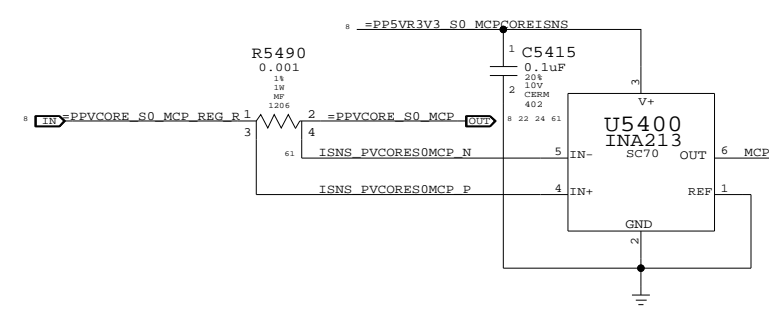 8 =PP5VR3V3_S0_MCPCOREISNS
R5490
0.001
1%
1W
MF
1206
1 C5415
0.1uF
20%
10V
2 CERM
402
3
V+
U5400
INA213
SC70
8 IN =PPVCORE_S0_MCP_REG_R 1 2 =PPVCORE_S0_MCP OUT 8 22 24 61
3 4
61 ISNS_PVCORES0MCP_N 5 IN- OUT 6 MCP
ISNS_PVCORES0MCP_P 4 IN+ REF 1
GND
2